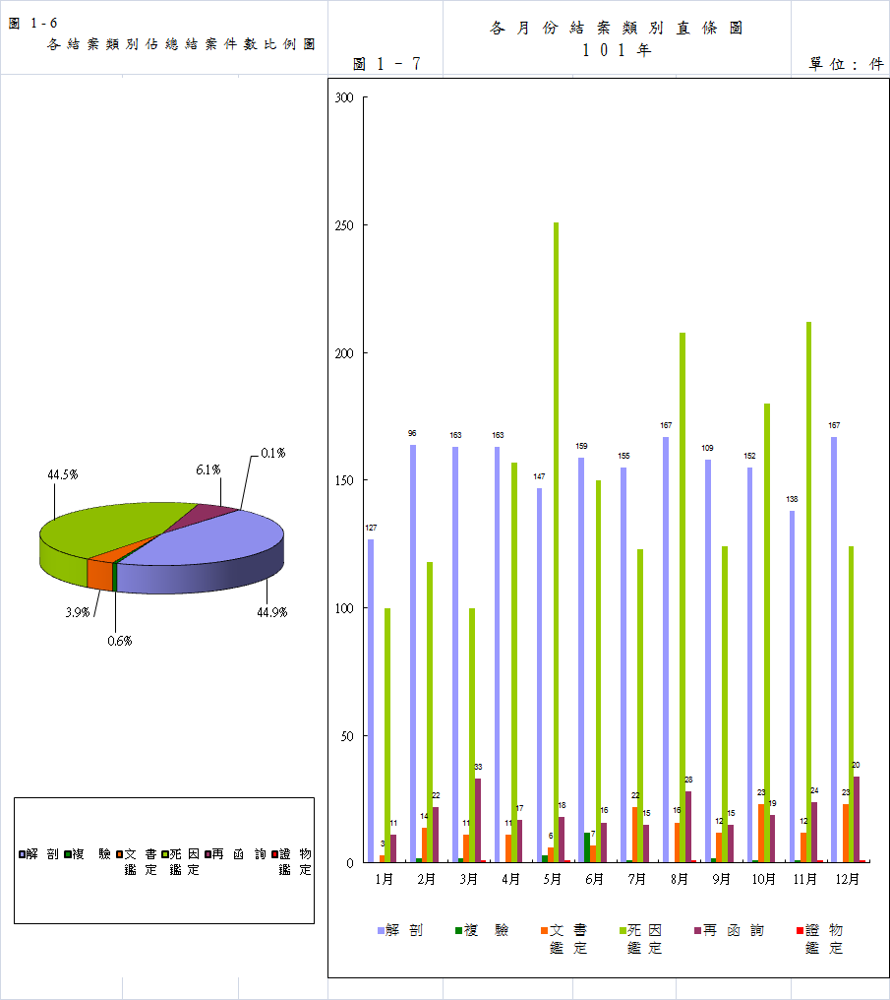 圖 1-6
各結案類別佔總結案件數比例圖
各月份結案類別直條圖
101年
圖 1-7
單位：件
44.5%
6.1%
0.1%
3.9%
0.6%
44.9%
解剖
複驗
文書鑑定
死因鑑定
再函詢
證物鑑定
300
250
200
150
100
50
0
127
96
163
163
147
159
155
167
109
152
138
167
3
11
14
22
11
33
11
17
6
18
7
16
22
15
16
28
12
15
23
19
12
24
23
20
1月
2月
3月
4月
5月
6月
7月
8月
9月
10月
11月
12月
解剖
複驗
文書鑑定
死因鑑定
再函詢
證物鑑定